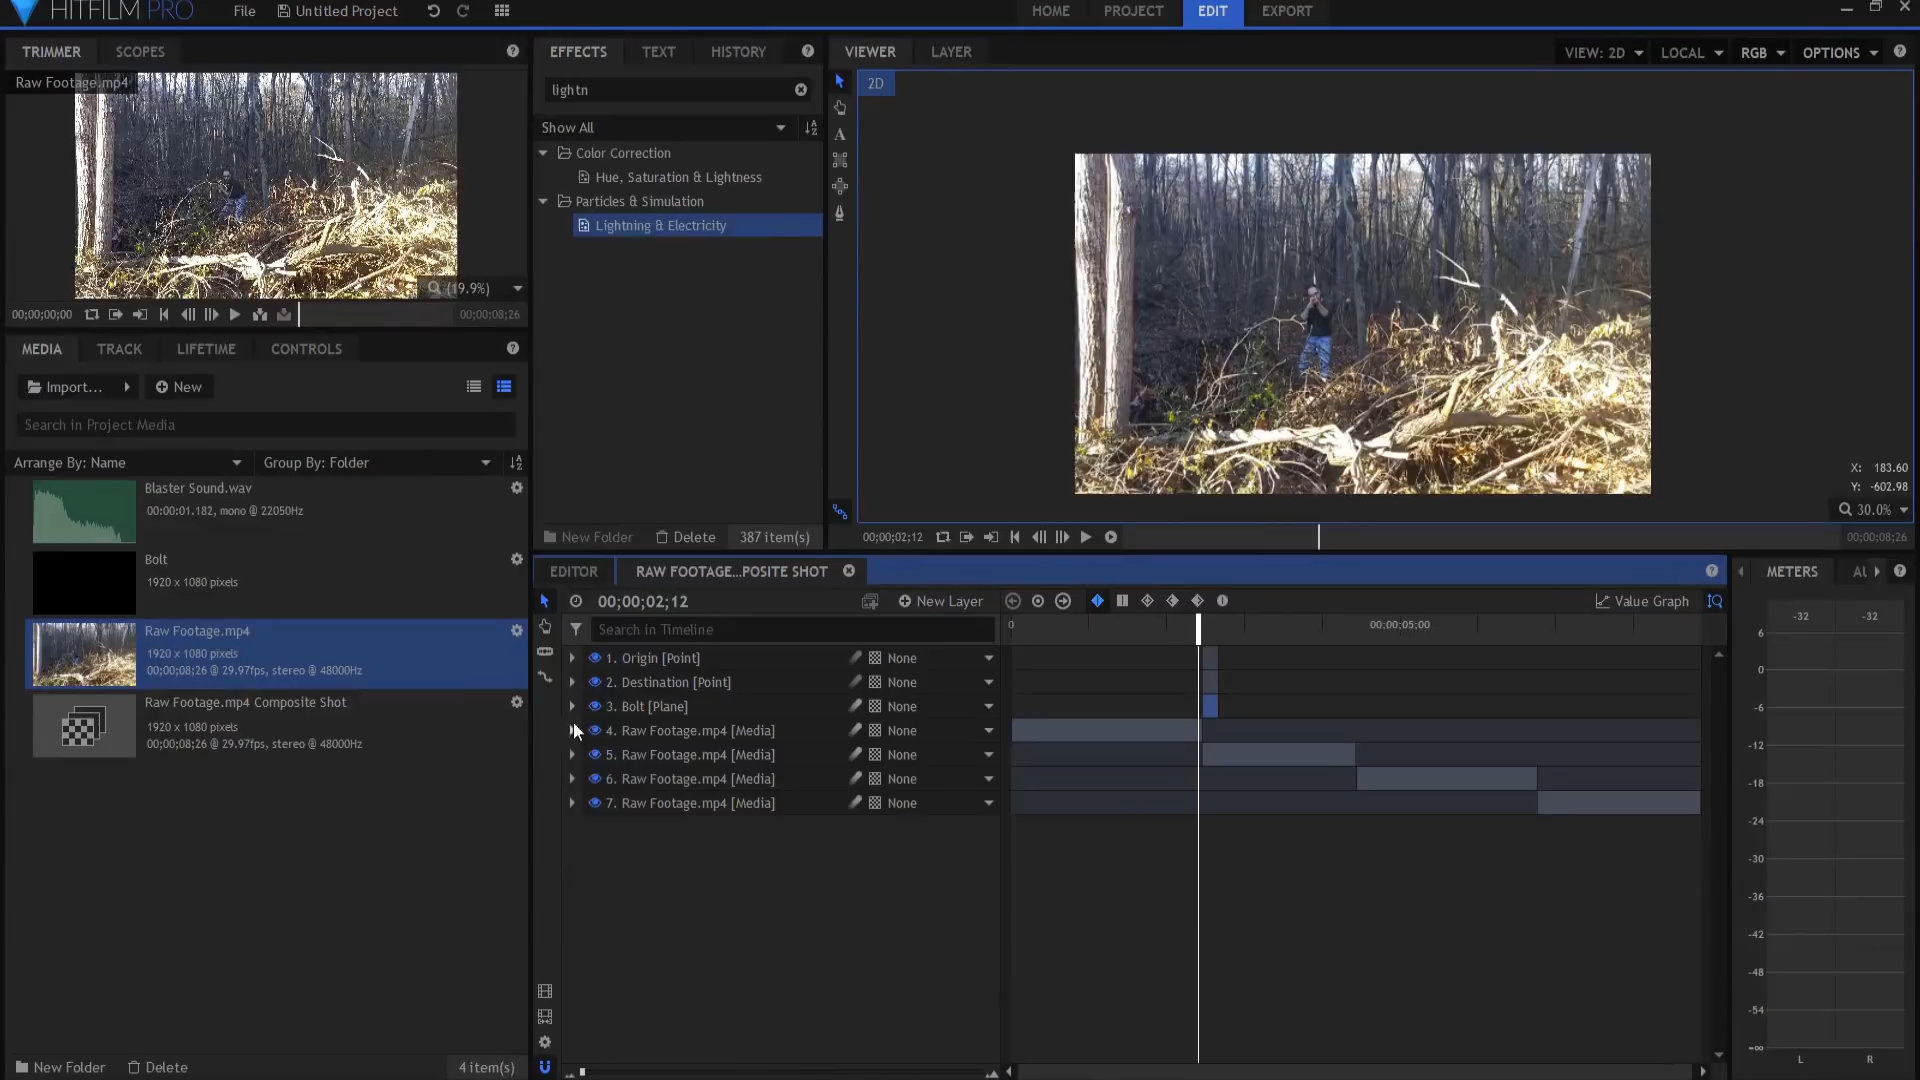 HITFILM PRO
File
Untitled Project
HOME
PROJECT
EDIT
EXPORT
TRIMMER
SCOPES
Raw Footage.mp4
(19.9%)
00;00;00;00
00;00;08;26
MEDIA
TRACK
LIFETIME
CONTROLS
Import...
New
Search in Project Media
Arrange By: Name
Group By: Folder
Blaster Sound.wav
00:00:01.182, mono @ 22050Hz
Bolt
1920 x 1080 pixels
Raw Footage.mp4
1920 x 1080 pixels
00;00;08;26 @ 29.97fps, stereo @ 48000Hz
Raw Footage.mp4 Composite Shot
1920 x 1080 pixels
00;00;08;26 @ 29.97fps, stereo @ 48000Hz
New Folder
Delete
4 item(s)
EFFECTS
TEXT
HISTORY
lightn
Show All
Color Correction
Hue, Saturation & Lightness
Particles & Simulation
Lightning & Electricity
New Folder
Delete
387 item(s)
VIEWER
LAYER
VIEW: 2D
LOCAL
RGB
OPTIONS
2D
X: 183.60
Y: -602.98
30.0%
00;00;02;12
00;00;08;26
EDITOR
RAW FOOTAGE...POSITE SHOT
00;00;02;12
New Layer
Value Graph
Search in Timeline
0
00;00;05;00
1. Origin [Point]
None
2. Destination [Point]
None
3. Bolt [Plane]
None
4. Raw Footage.mp4 [Media]
None
5. Raw Footage.mp4 [Media]
None
6. Raw Footage.mp4 [Media]
None
7. Raw Footage.mp4 [Media]
None
METERS
-32
-32
6
0
-6
-12
-18
-24
-30
-36
-42
-48
-54
-∞
L
R